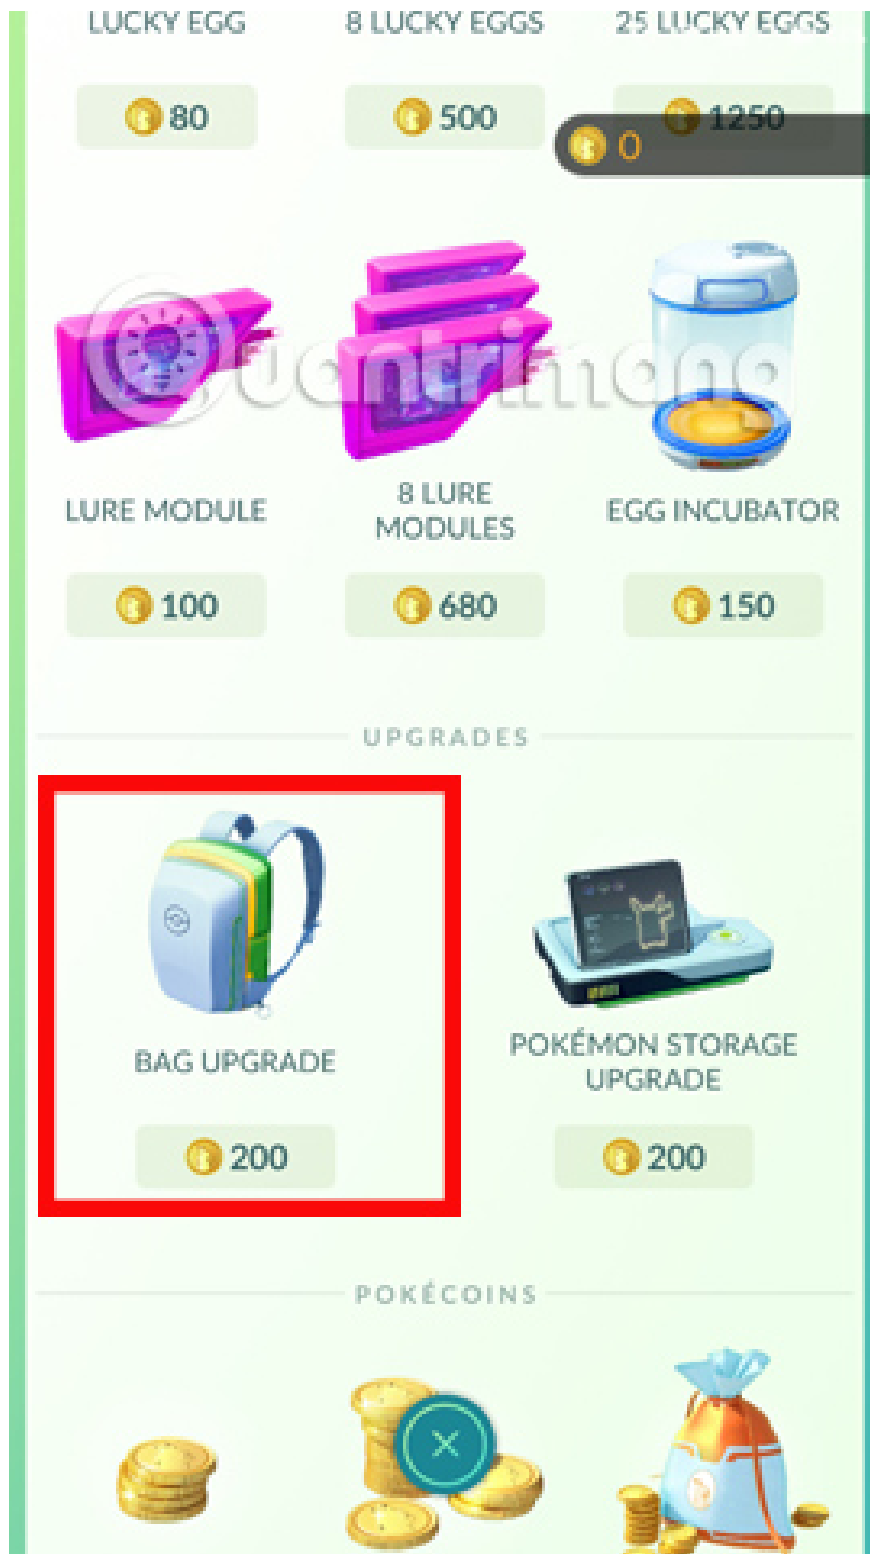 LUCKY EGG
8 LUCKY EGGS
25 LUCKY EGGS
80
500
1250
0
Quantrimang
LURE MODULE
8 LURE
MODULES
EGG INCUBATOR
100
680
150
UPGRADES
BAG UPGRADE
POKÉMON STORAGE
UPGRADE
200
200
POKÉCOINS